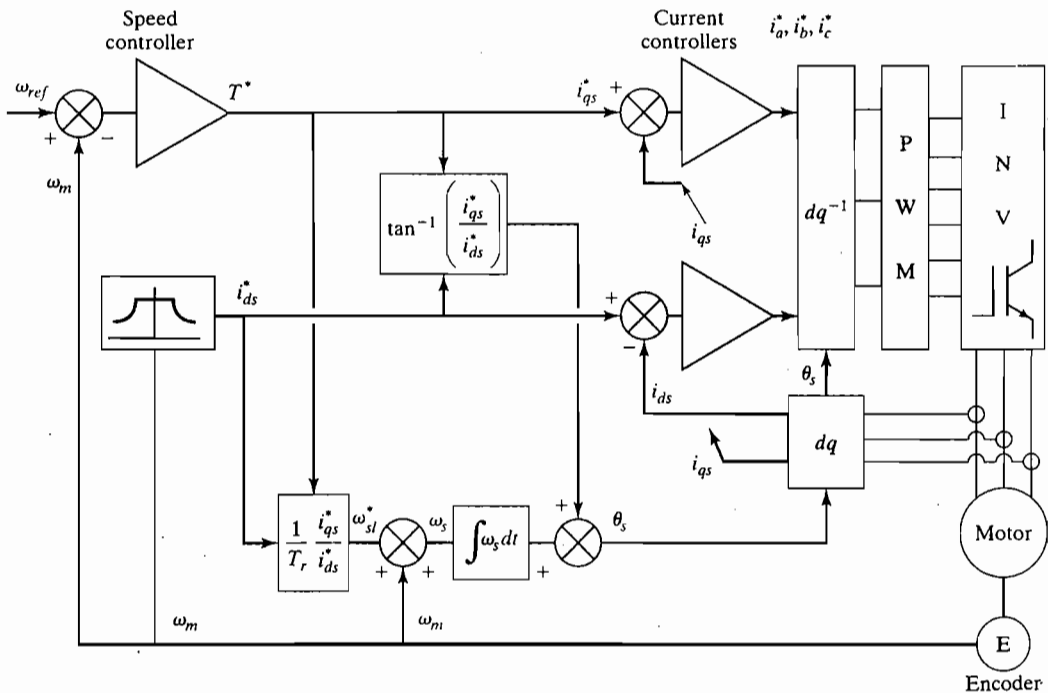 Speed
controller
Current
controllers
i*a, i*b, i*c
ωref
+
−
T*
i*qs
+
ωm
iqs
tan⁻¹ (i*qs / i*ds)
dq⁻¹
P
W
M
I
N
V
i*ds
+
−
θs
ids
iqs
dq
+
1/Tr i*qs/i*ds
ω*sl
+
+
ωs
∫ωs dt
+
θs
Motor
ωm
ωm
E
Encoder